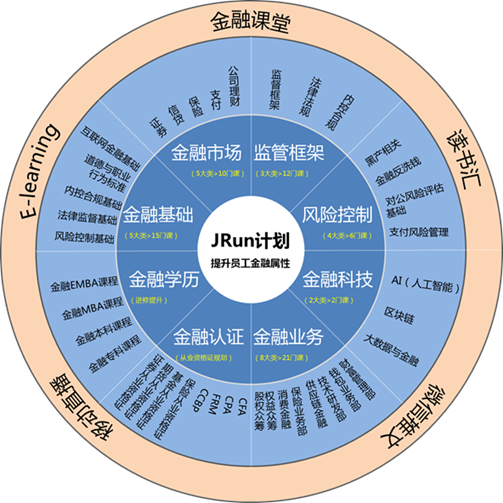 金融课堂
读书汇
微信推文
移动直播
E-learning
JRun计划
提升员工金融属性
金融市场
(5大类>10门课)
证券
信贷
保险
支付
公司理财
监管框架
(3大类>12门课)
监督框架
法律法规
内控合规
风险控制
(4大类>6门课)
黑产相关
金融反洗钱
对公风险评估
基础
支付风险管理
金融科技
(2大类>2门课)
AI(人工智能)
区块链
大数据与金融
金融业务
(8大类>21门课)
供应链金融
保险业务部
消费金融
权益众筹
股权众筹
金融认证
(从业资格证规划)
CFA
CPA
FRM
CCBP
金融学历
(进修提升)
金融EMBA课程
金融MBA课程
金融本科课程
金融专科课程
金融基础
(5大类>15门课)
互联网金融基础
道德与职业
行为标准
内控合规基础
法律监督基础
风险控制基础